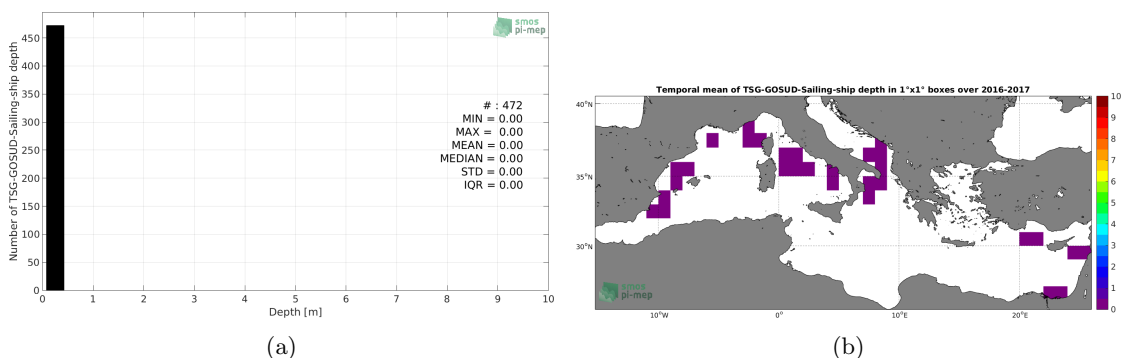 smos
pi-mep
Number of TSG-GOSUD-Sailing-ship depth
450
400
350
300
250
200
150
100
50
0
# : 472
MIN = 0.00
MAX = 0.00
MEAN = 0.00
MEDIAN = 0.00
STD = 0.00
IQR = 0.00
0 1 2 3 4 5 6 7 8 9 10
Depth [m]
(a)
Temporal mean of TSG-GOSUD-Sailing-ship depth in 1°x1° boxes over 2016-2017
40°N
35°N
30°N
10°W 0° 10°E 20°E
smos
pi-mep
10
9
8
7
6
5
4
3
2
1
0
(b)